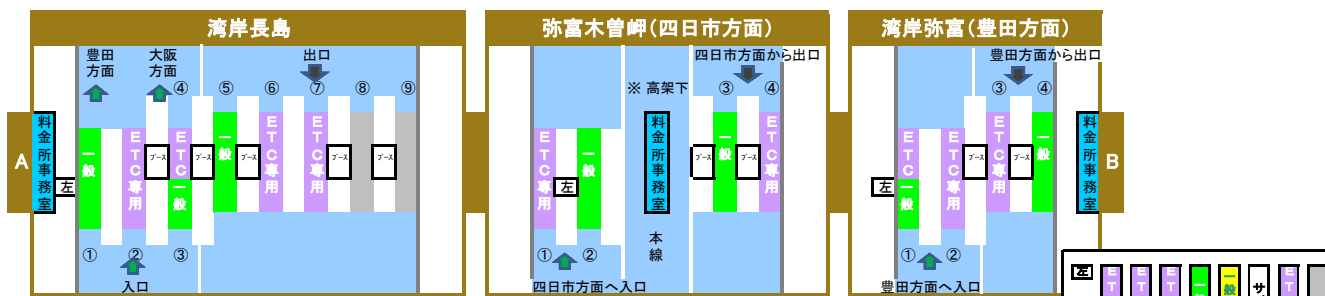 湾岸長島
豊田
方面
大阪
方面
出口
④
⑤
⑥
⑦
⑧
⑨
A
料金所事務室
左
一般
ETC専用
ETC一般
一般
ETC専用
ETC専用
ブース
ブース
ブース
ブース
ブース
①
②
③
入口
弥富木曽岬(四日市方面)
四日市方面から出口
※ 高架下
③
④
ETC専用
左
一般
料金所事務室
ブース
一般
ブース
ETC専用
本線
①
②
四日市方面へ入口
湾岸弥富(豊田方面)
豊田方面から出口
③
④
左
ETC専用
一般
ブース
ETC専用
ブース
一般
料金所事務室
B
①
②
豊田方面へ入口
左
ET
ET
ET
一
一般
サ
ET